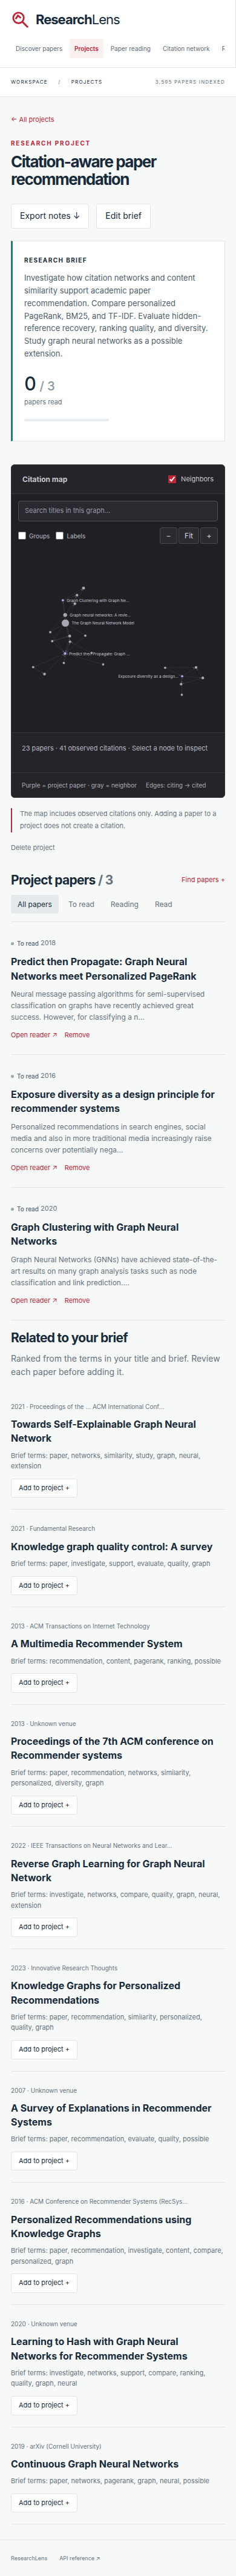 ResearchLens
Discover papers Projects Paper reading Citation network
WORKSPACE / PROJECTS 3,995 PAPERS INDEXED
← All projects
RESEARCH PROJECT
Citation-aware paper
recommendation
Export notes ↓ Edit brief
RESEARCH BRIEF
Investigate how citation networks and content
similarity support academic paper
recommendation. Compare personalized
PageRank, BM25, and TF-IDF. Evaluate hidden-
reference recovery, ranking quality, and diversity.
Study graph neural networks as a possible
extension.
0 / 3
papers read
Citation map Neighbors
Search titles in this graph...
Groups Labels − Fit +
Graph Clustering with Graph Ne...
Graph neural networks: A revie...
The Graph Neural Network Model
Predict then Propagate: Graph ...
Exposure diversity as a design...
23 papers · 41 observed citations · Select a node to inspect
Purple = project paper · gray = neighbor Edges: citing → cited
The map includes observed citations only. Adding a paper to a
project does not create a citation.
Delete project
Project papers / 3 Find papers +
All papers To read Reading Read
To read 2018
Predict then Propagate: Graph Neural
Networks meet Personalized PageRank
Neural message passing algorithms for semi-supervised
classification on graphs have recently achieved great
success. However, for classifying a n...
Open reader ↗ Remove
To read 2016
Exposure diversity as a design principle for
recommender systems
Personalized recommendations in search engines, social
media and also in more traditional media increasingly raise
concerns over potentially nega...
Open reader ↗ Remove
To read 2020
Graph Clustering with Graph Neural
Networks
Graph Neural Networks (GNNs) have achieved state-of-the-
art results on many graph analysis tasks such as node
classification and link prediction....
Open reader ↗ Remove
Related to your brief
Ranked from the terms in your title and brief. Review
each paper before adding it.
2021 · Proceedings of the ... ACM International Conf...
Towards Self-Explainable Graph Neural
Network
Brief terms: paper, networks, similarity, study, graph, neural,
extension
Add to project +
2021 · Fundamental Research
Knowledge graph quality control: A survey
Brief terms: paper, investigate, support, evaluate, quality, graph
Add to project +
2013 · ACM Transactions on Internet Technology
A Multimedia Recommender System
Brief terms: recommendation, content, pagerank, ranking, possible
Add to project +
2013 · Unknown venue
Proceedings of the 7th ACM conference on
Recommender systems
Brief terms: paper, recommendation, networks, similarity,
personalized, diversity, graph
Add to project +
2022 · IEEE Transactions on Neural Networks and Lear...
Reverse Graph Learning for Graph Neural
Network
Brief terms: investigate, networks, compare, quality, graph, neural,
extension
Add to project +
2023 · Innovative Research Thoughts
Knowledge Graphs for Personalized
Recommendations
Brief terms: paper, recommendation, similarity, personalized,
quality, graph
Add to project +
2007 · Unknown venue
A Survey of Explanations in Recommender
Systems
Brief terms: paper, recommendation, evaluate, quality, possible
Add to project +
2016 · ACM Conference on Recommender Systems (RecSys...
Personalized Recommendations using
Knowledge Graphs
Brief terms: paper, recommendation, investigate, content, compare,
personalized, graph
Add to project +
2020 · Unknown venue
Learning to Hash with Graph Neural
Networks for Recommender Systems
Brief terms: investigate, networks, support, compare, ranking,
quality, graph, neural
Add to project +
2019 · arXiv (Cornell University)
Continuous Graph Neural Networks
Brief terms: paper, networks, pagerank, graph, neural, possible
Add to project +
ResearchLens API reference ↗